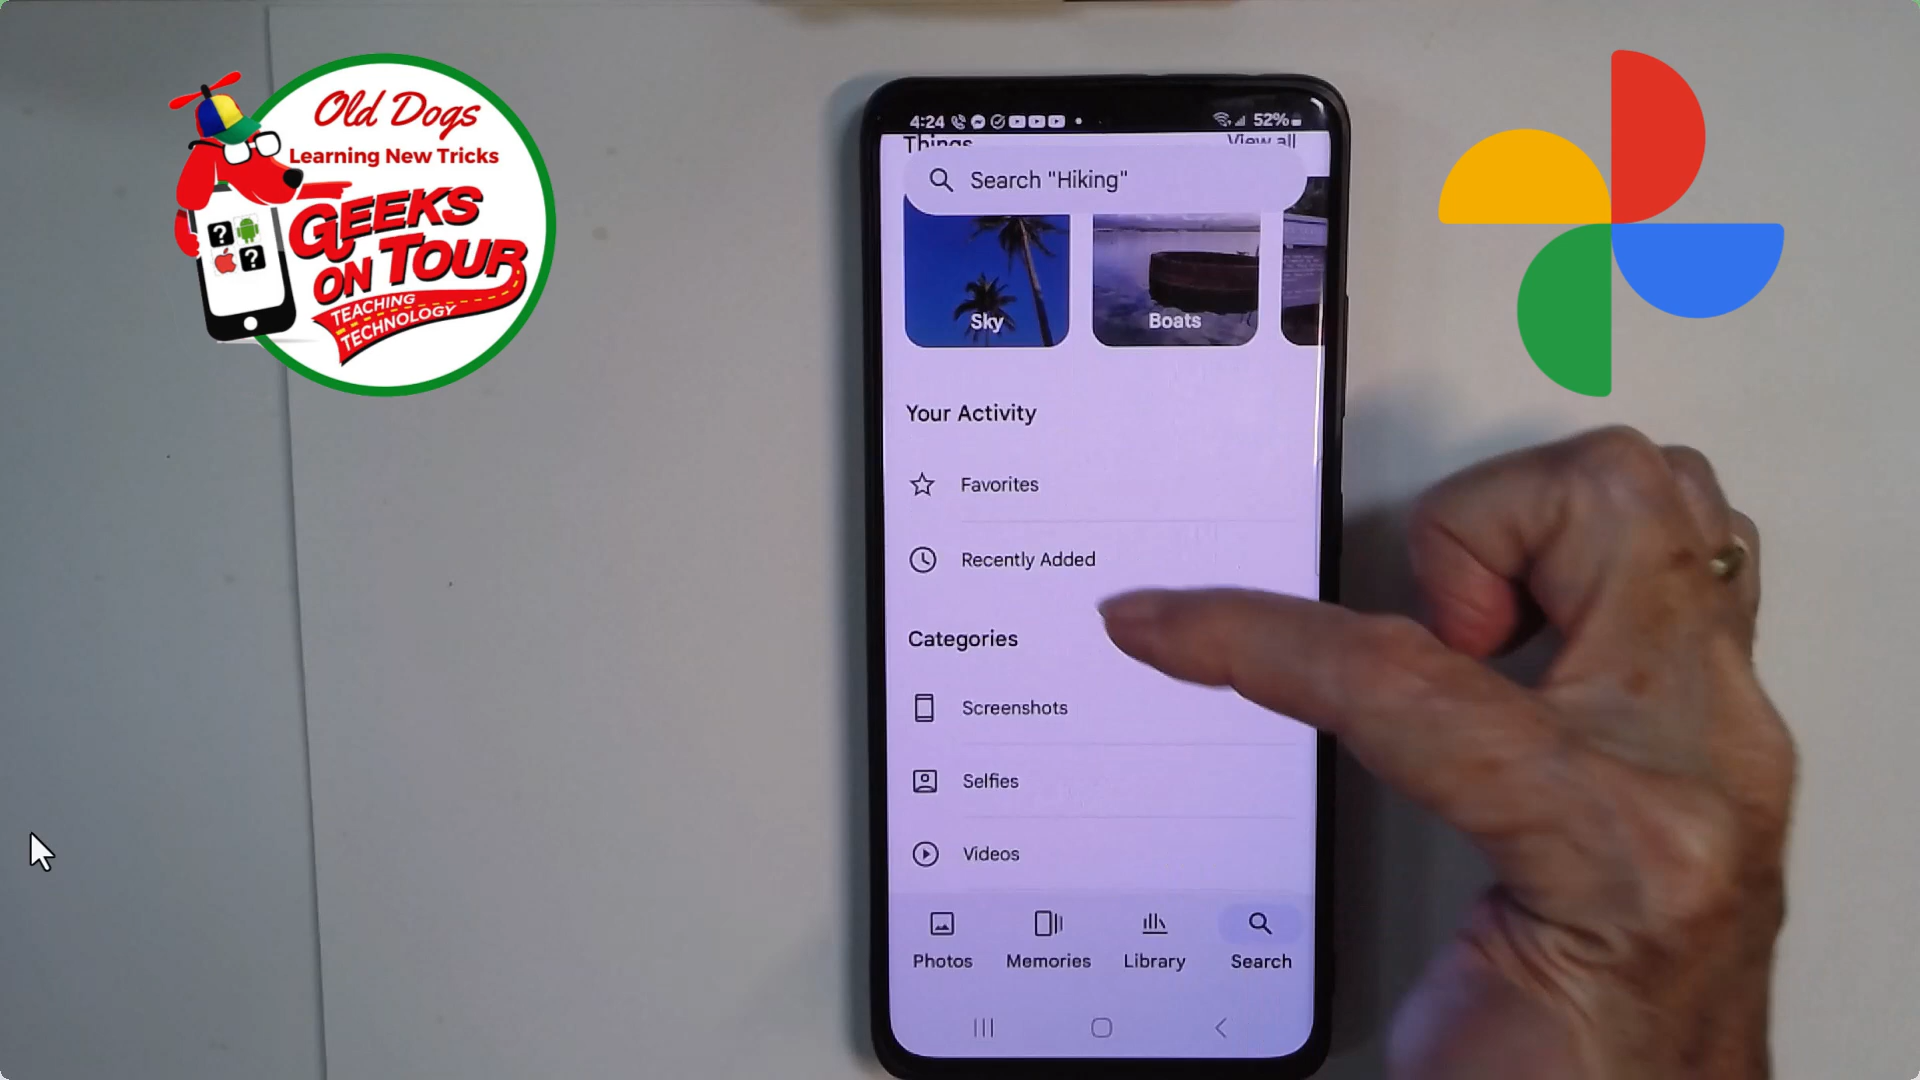 Old Dogs
Learning New Tricks
GEEKS
ON TOUR
TEACHING
TECHNOLOGY
4:24
52%
Things
View all
Search "Hiking"
Sky
Boats
Your Activity
Favorites
Recently Added
Categories
Screenshots
Selfies
Videos
Photos
Memories
Library
Search